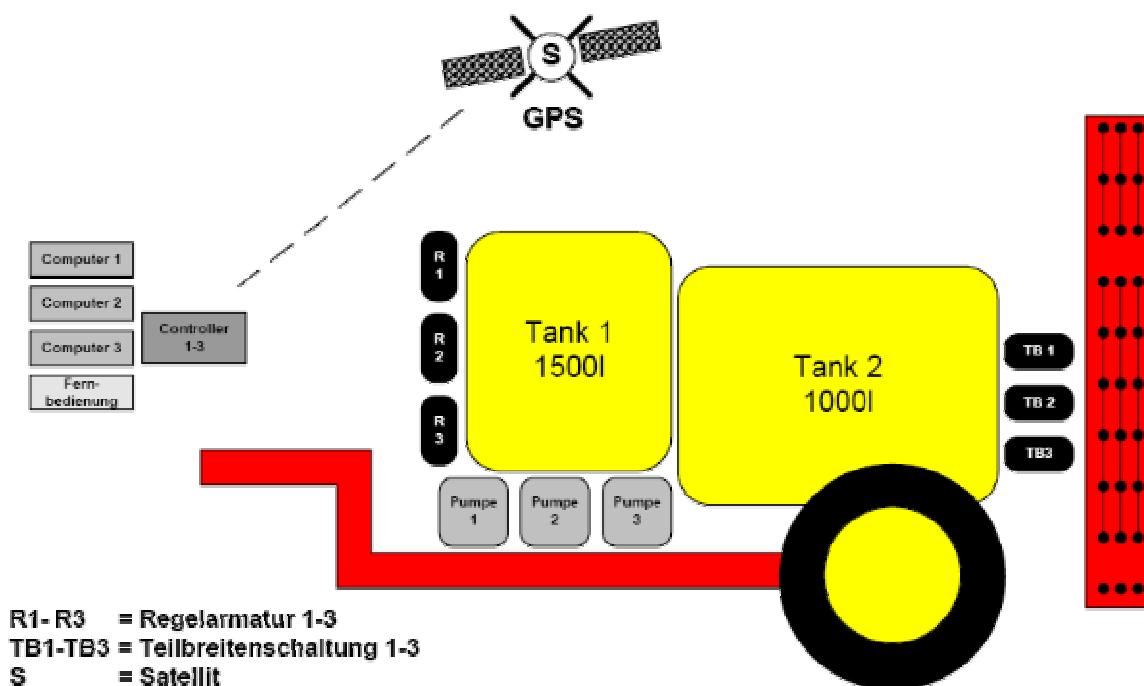 S
GPS
Computer 1
Computer 2
Computer 3
Fern-
bedienung
Controller
1-3
R
1
R
2
R
3
Tank 1
1500l
Tank 2
1000l
TB 1
TB 2
TB3
Pumpe
1
Pumpe
2
Pumpe
3
R1- R3 = Regelarmatur 1-3
TB1-TB3 = Teilbreitenschaltung 1-3
S = Satellit